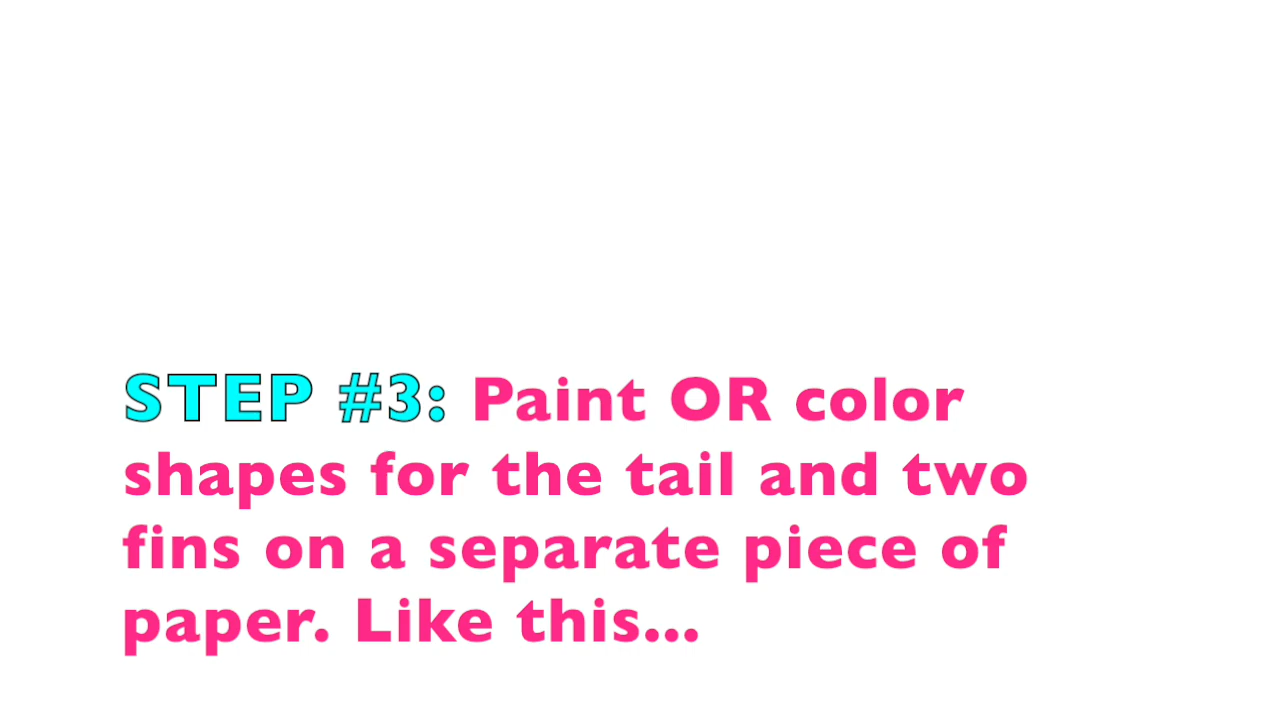 STEP #3: Paint OR color
shapes for the tail and two
fins on a separate piece of
paper. Like this...